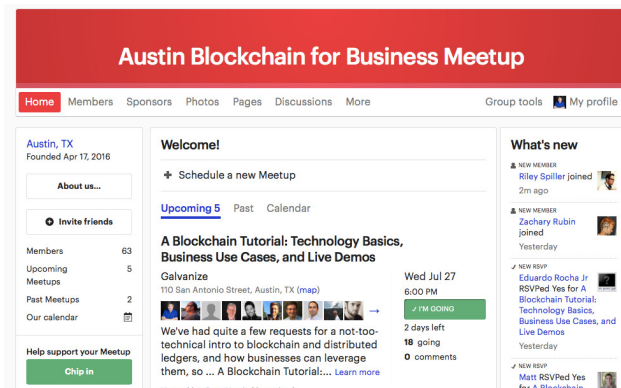 Austin Blockchain for Business Meetup
Home Members Sponsors Photos Pages Discussions More Group tools My profile
Austin, TX
Founded Apr 17, 2016
About us...
Invite friends
Members 63
Upcoming Meetups 5
Past Meetups 2
Our calendar
Help support your Meetup
Chip in
Welcome!
Schedule a new Meetup
Upcoming 5 Past Calendar
A Blockchain Tutorial: Technology Basics,
Business Use Cases, and Live Demos
Galvanize
110 San Antonio Street, Austin, TX (map)
We've had quite a few requests for a not-too-
technical intro to blockchain and distributed
ledgers, and how businesses can leverage
them, so ... A Blockchain Tutorial:... Learn more
Wed Jul 27
6:00 PM
✓ I'M GOING
2 days left
18 going
0 comments
What's new
NEW MEMBER
Riley Spiller joined
2m ago
NEW MEMBER
Zachary Rubin
joined
Yesterday
✓ NEW RSVP
Eduardo Rocha Jr
RSVPed Yes for A
Blockchain Tutorial:
Technology Basics,
Business Use Cases, and
Live Demos
Yesterday
✓ NEW RSVP
Matt RSVPed Yes
for A Blockchain